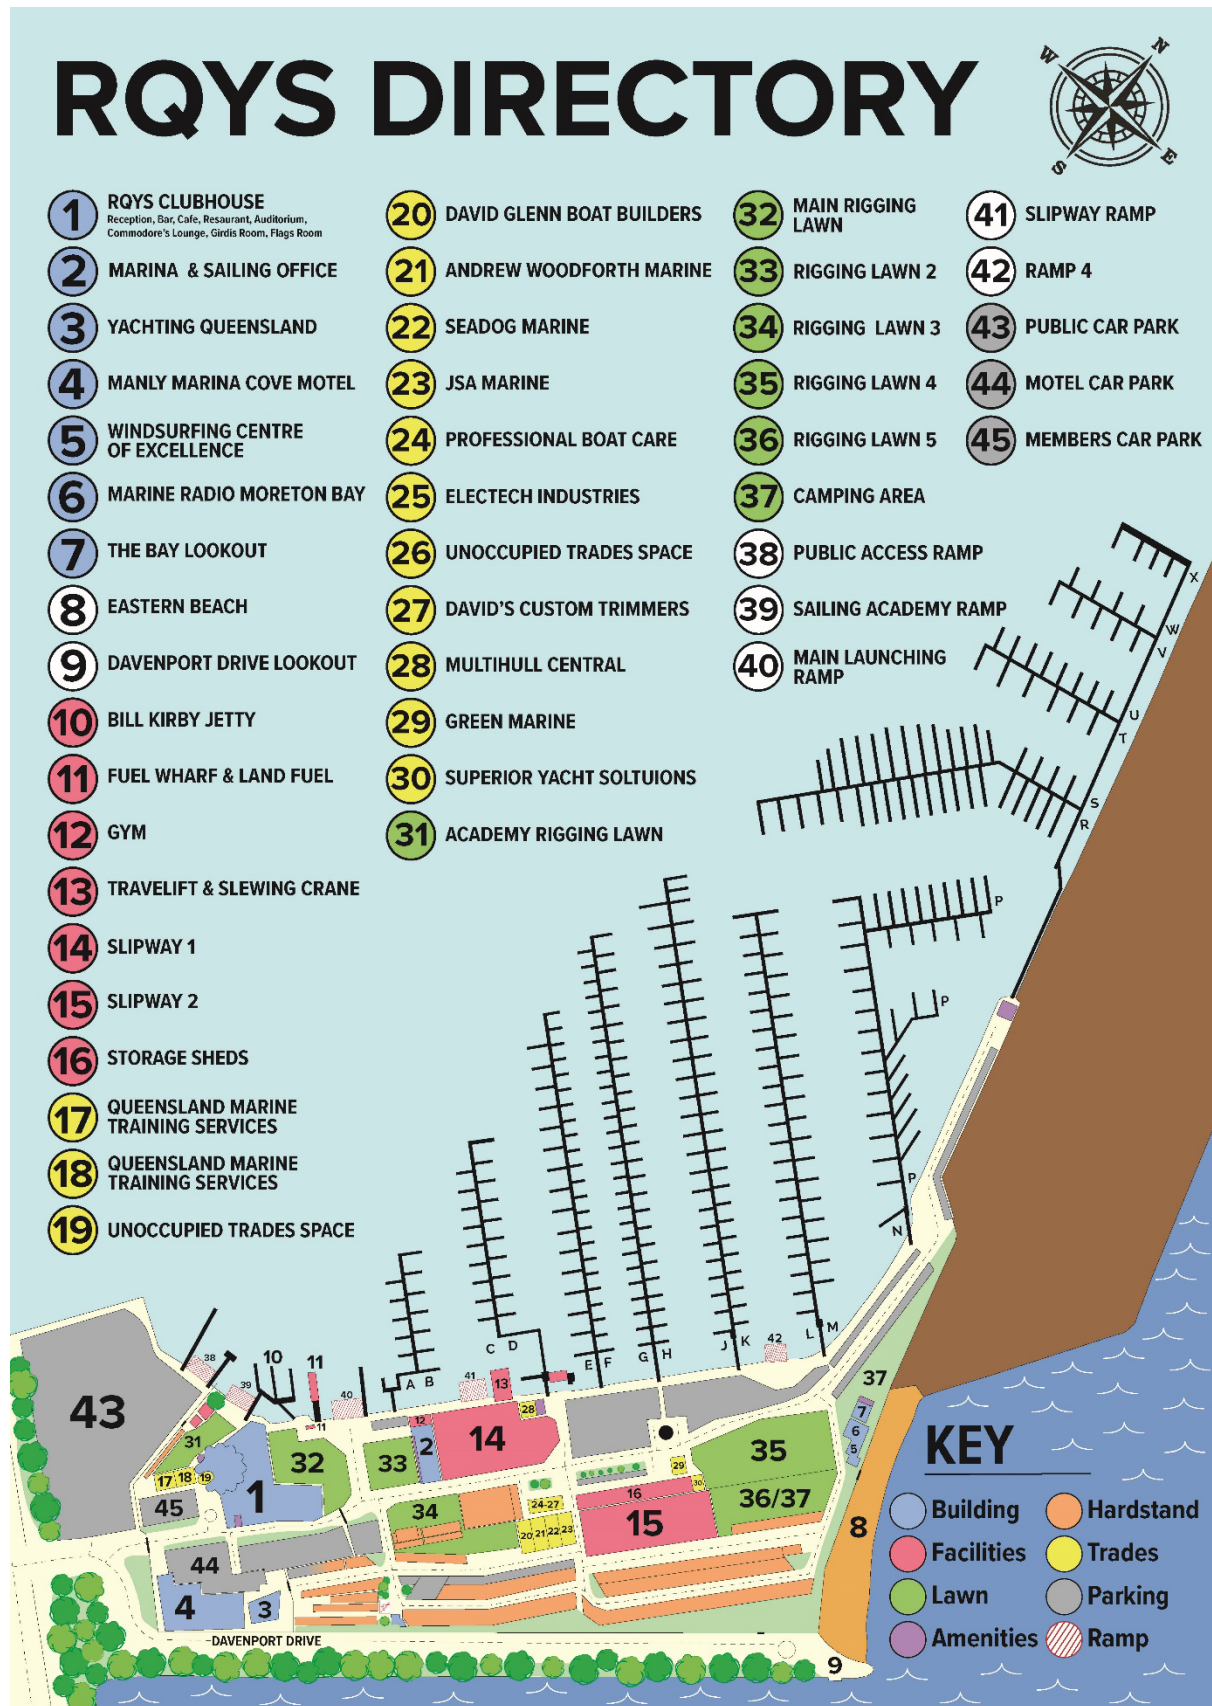 RQYS DIRECTORY
N
W
E
S
1 RQYS CLUBHOUSE
Reception, Bar, Cafe, Resaurant, Auditorium,
Commodore's Lounge, Girdis Room, Flags Room
2 MARINA & SAILING OFFICE
3 YACHTING QUEENSLAND
4 MANLY MARINA COVE MOTEL
5 WINDSURFING CENTRE
OF EXCELLENCE
6 MARINE RADIO MORETON BAY
7 THE BAY LOOKOUT
8 EASTERN BEACH
9 DAVENPORT DRIVE LOOKOUT
10 BILL KIRBY JETTY
11 FUEL WHARF & LAND FUEL
12 GYM
13 TRAVELIFT & SLEWING CRANE
14 SLIPWAY 1
15 SLIPWAY 2
16 STORAGE SHEDS
17 QUEENSLAND MARINE
TRAINING SERVICES
18 QUEENSLAND MARINE
TRAINING SERVICES
19 UNOCCUPIED TRADES SPACE
20 DAVID GLENN BOAT BUILDERS
21 ANDREW WOODFORTH MARINE
22 SEADOG MARINE
23 JSA MARINE
24 PROFESSIONAL BOAT CARE
25 ELECTECH INDUSTRIES
26 UNOCCUPIED TRADES SPACE
27 DAVID'S CUSTOM TRIMMERS
28 MULTIHULL CENTRAL
29 GREEN MARINE
30 SUPERIOR YACHT SOLTUIONS
31 ACADEMY RIGGING LAWN
32 MAIN RIGGING
LAWN
33 RIGGING LAWN 2
34 RIGGING LAWN 3
35 RIGGING LAWN 4
36 RIGGING LAWN 5
37 CAMPING AREA
38 PUBLIC ACCESS RAMP
39 SAILING ACADEMY RAMP
40 MAIN LAUNCHING
RAMP
41 SLIPWAY RAMP
42 RAMP 4
43 PUBLIC CAR PARK
44 MOTEL CAR PARK
45 MEMBERS CAR PARK
X
W
V
U
T
S
R
P
P
P
N
M
L
K
J
H
G
F
E
D
C
B
A
38
39
10
11
40
41
13
42
43
31
11
12
28
37
7
6
5
17 18 19
45
1
32
33
2
14
29
30
35
16
36/37
34
24-27
20 21 22 23
15
8
44
4
3
DAVENPORT DRIVE
9
KEY
Building
Hardstand
Facilities
Trades
Lawn
Parking
Amenities
Ramp